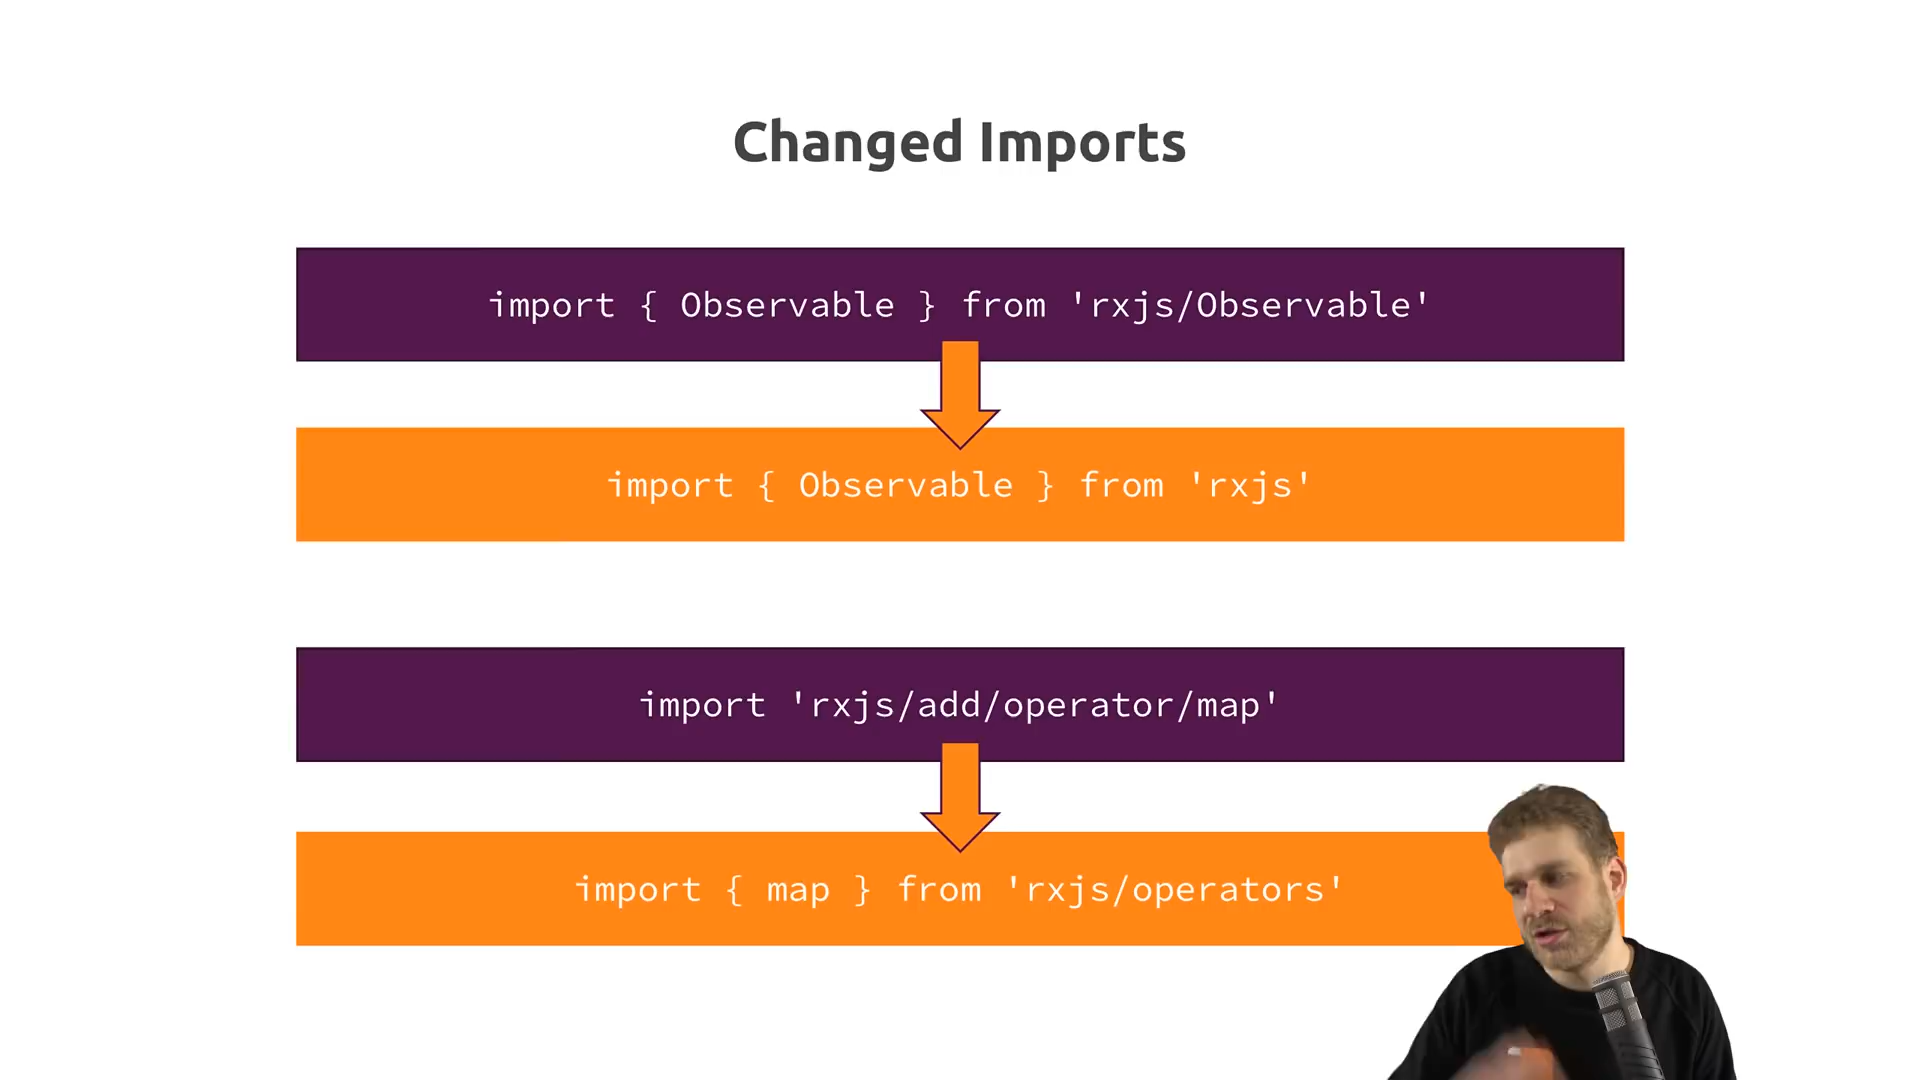 Changed Imports
import { Observable } from 'rxjs/Observable'
import { Observable } from 'rxjs'
import 'rxjs/add/operator/map'
import { map } from 'rxjs/operators'